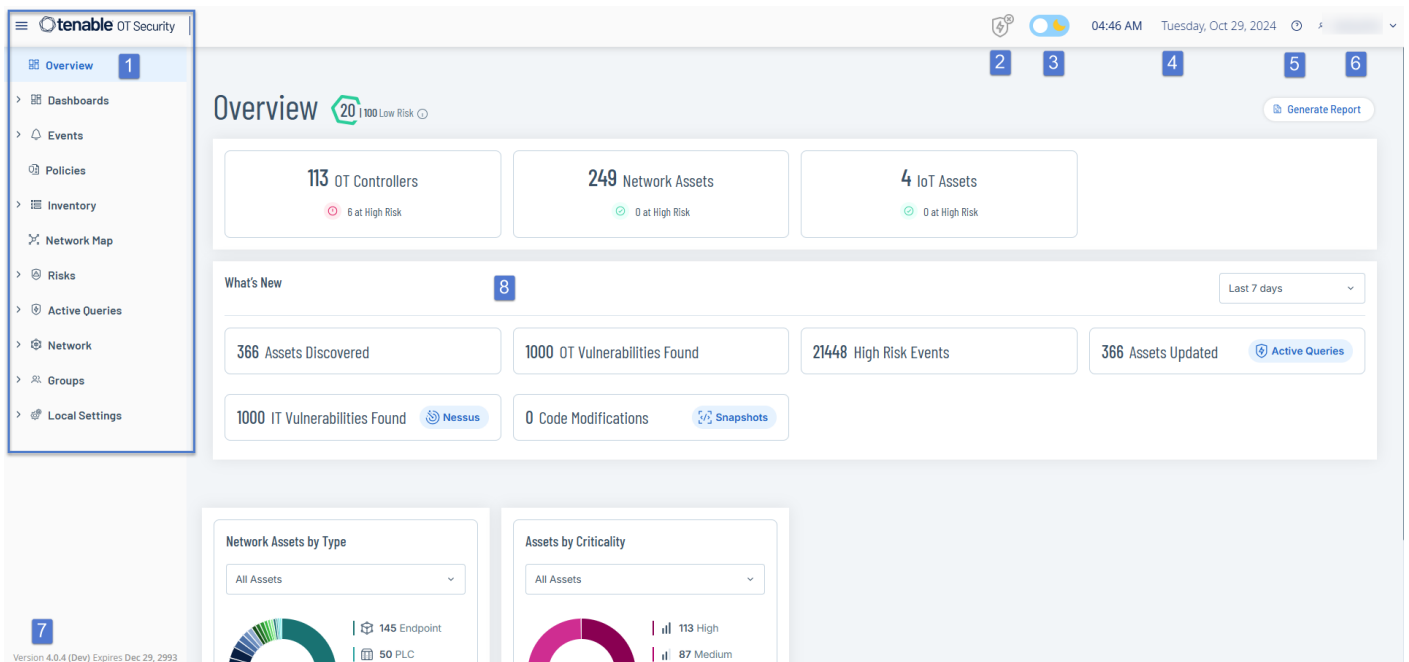 tenable OT Security
04:46 AM Tuesday, Oct 29, 2024
Overview 1
2 3 4 5 6
Dashboards
Events
Policies
Inventory
Network Map
Risks
Active Queries
Network
Groups
Local Settings
7
Version 4.0.4 (Dev) Expires Dec 29, 2993
Overview 20 | 100 Low Risk
Generate Report
113 OT Controllers
6 at High Risk
249 Network Assets
0 at High Risk
4 IoT Assets
0 at High Risk
What's New 8
Last 7 days
366 Assets Discovered
1000 OT Vulnerabilities Found
21448 High Risk Events
366 Assets Updated Active Queries
1000 IT Vulnerabilities Found Nessus
0 Code Modifications Snapshots
Network Assets by Type
All Assets
145 Endpoint
50 PLC
Assets by Criticality
All Assets
113 High
87 Medium